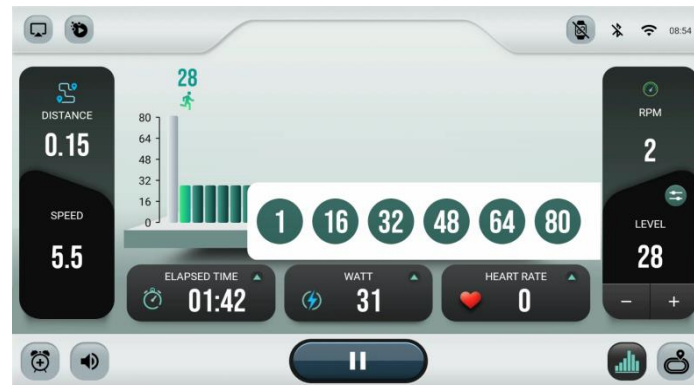 08:54
DISTANCE
0.15
SPEED
5.5
28
80
64
48
32
16
0
1 16 32 48 64 80
ELAPSED TIME
01:42
WATT
31
HEART RATE
0
RPM
2
LEVEL
28
- +